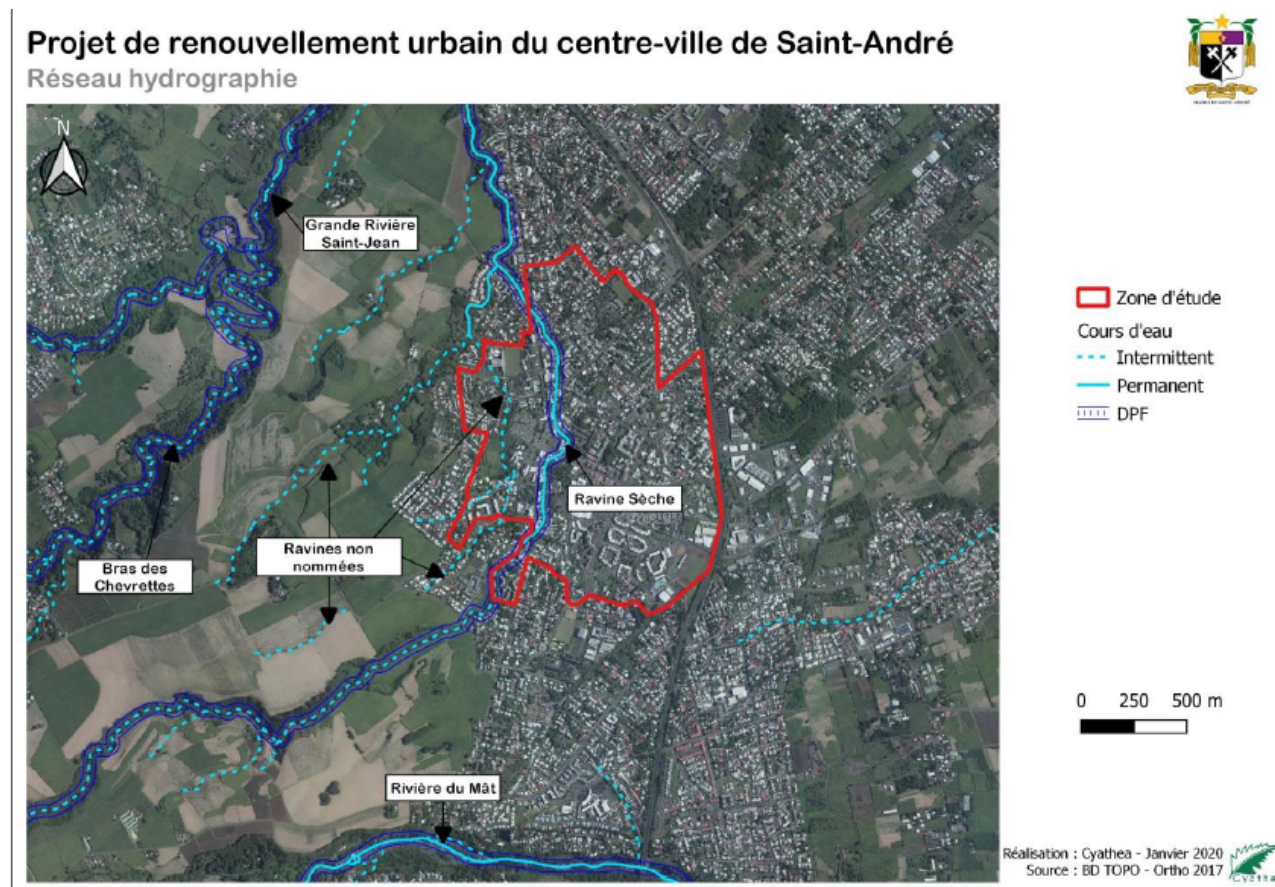 Projet de renouvellement urbain du centre-ville de Saint-André
Réseau hydrographie
N
Grande Rivière
Saint-Jean
Ravine Sèche
Ravines non
nommées
Bras des
Chevrettes
Rivière du Mât
Zone d'étude
Cours d'eau
Intermittent
Permanent
DPF
0 250 500 m
Réalisation : Cyathea - Janvier 2020
Source : BD TOPO - Ortho 2017
Cyathea